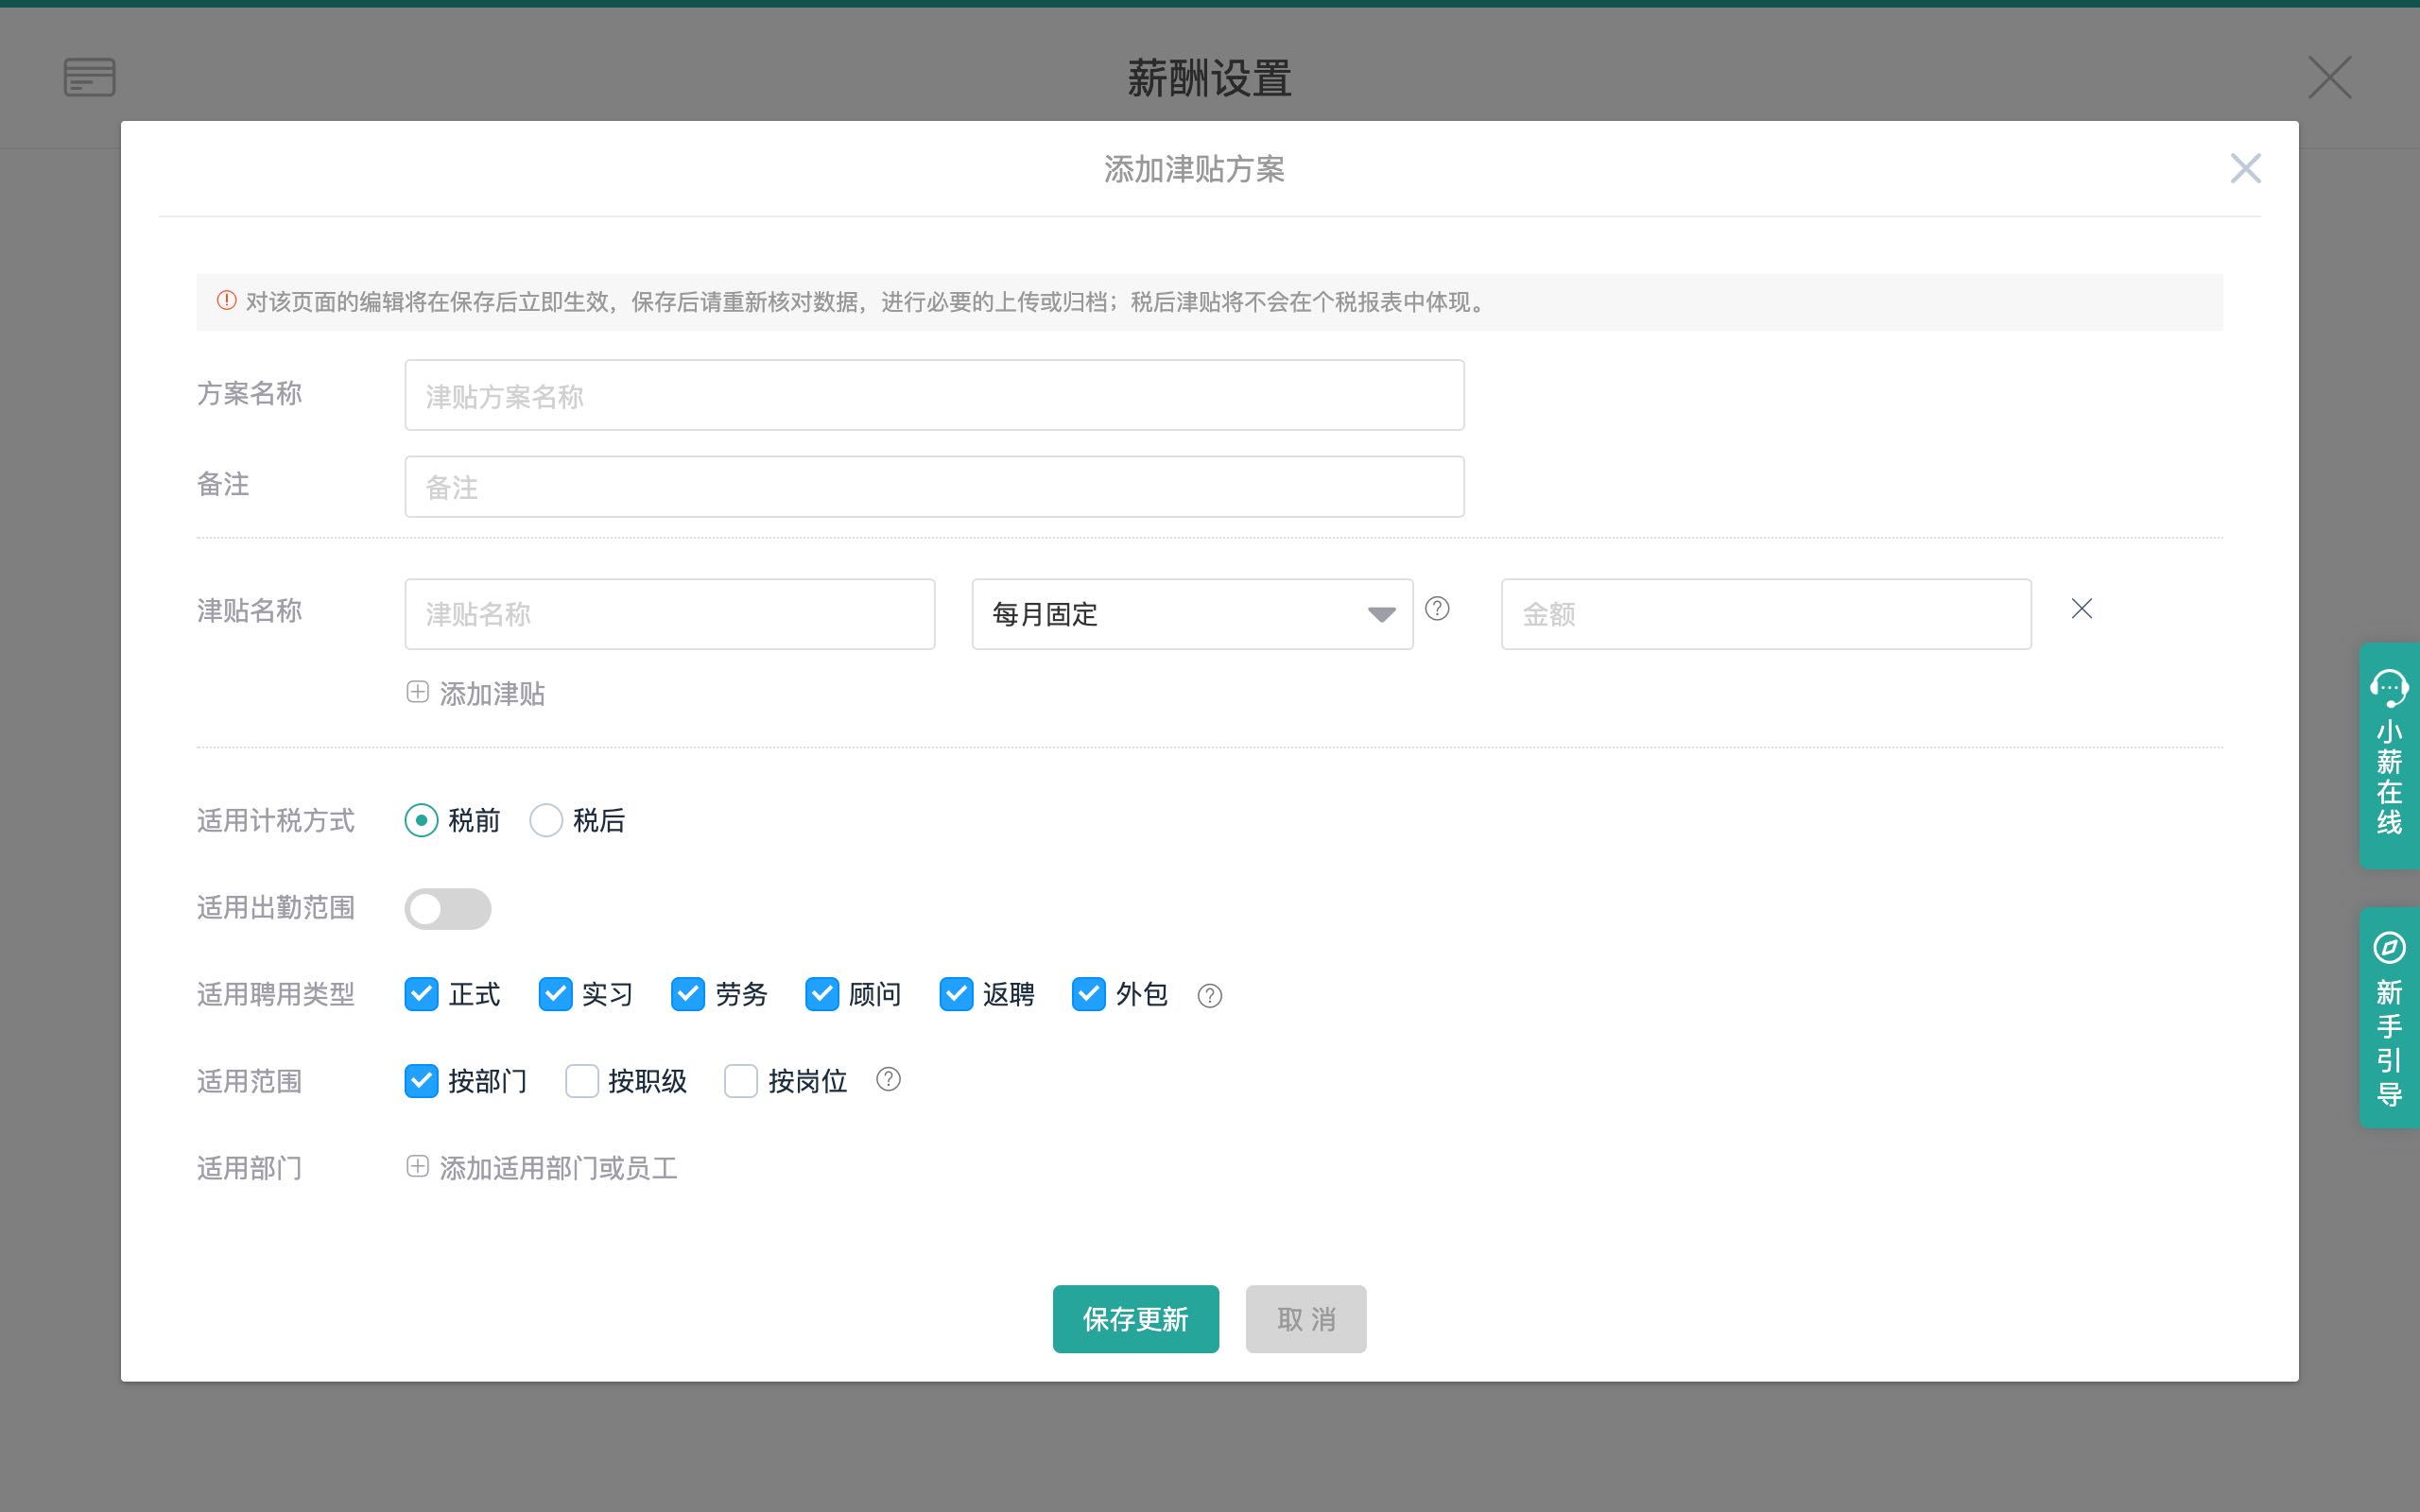 薪酬设置
添加津贴方案
对该页面的编辑将在保存后立即生效，保存后请重新核对数据，进行必要的上传或归档；税后津贴将不会在个税报表中体现。
方案名称 津贴方案名称
备注 备注
津贴名称 津贴名称 每月固定 金额
添加津贴
适用计税方式 税前 税后
适用出勤范围
适用聘用类型 正式 实习 劳务 顾问 返聘 外包
适用范围 按部门 按职级 按岗位
适用部门 添加适用部门或员工
保存更新 取 消
小薪在线
新手引导